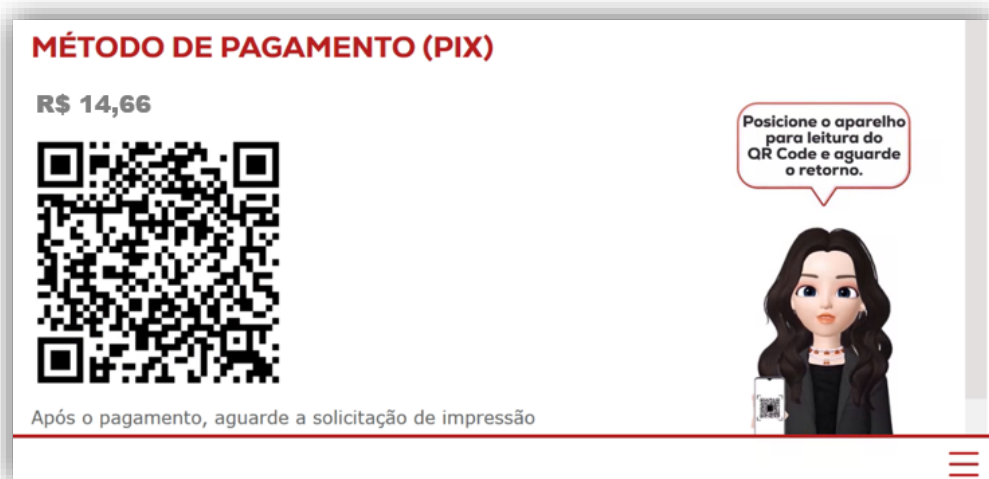 MÉTODO DE PAGAMENTO (PIX)
R$ 14,66
Posicione o aparelho
para leitura do
QR Code e aguarde
o retorno.
Após o pagamento, aguarde a solicitação de impressão